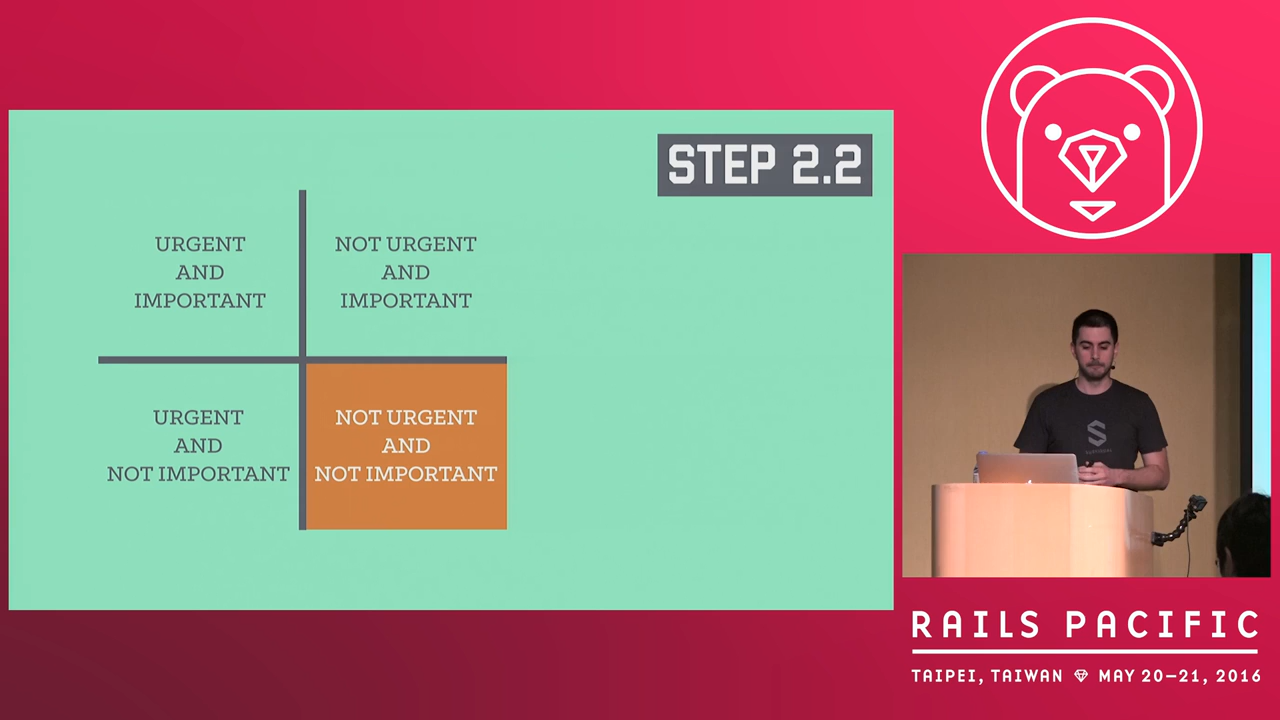 STEP 2.2
URGENT
AND
IMPORTANT
NOT URGENT
AND
IMPORTANT
URGENT
AND
NOT IMPORTANT
NOT URGENT
AND
NOT IMPORTANT
S
RAILS PACIFIC
TAIPEI, TAIWAN MAY 20–21, 2016